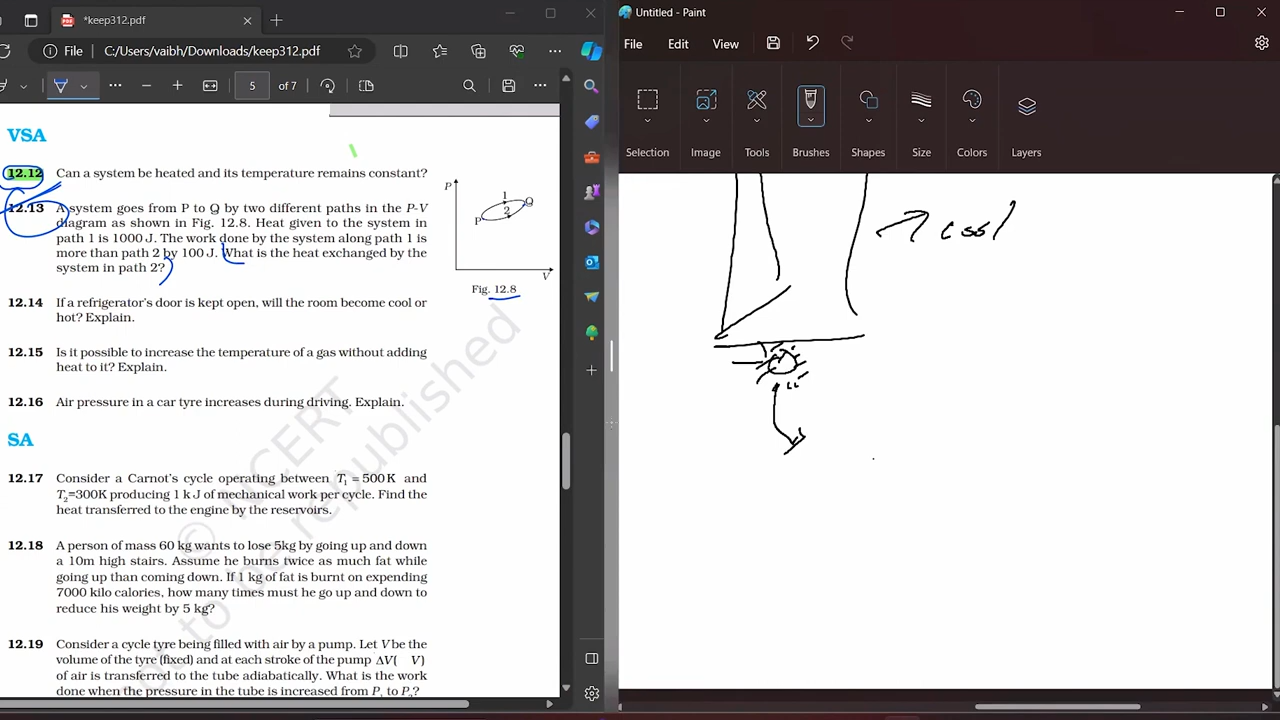 *keep312.pdf
File
C:/Users/vaibh/Downloads/keep312.pdf
5
of 7
VSA
12.12 Can a system be heated and its temperature remains constant?
12.13 A system goes from P to Q by two different paths in the P-V
diagram as shown in Fig. 12.8. Heat given to the system in
path 1 is 1000 J. The work done by the system along path 1 is
more than path 2 by 100 J. What is the heat exchanged by the
system in path 2?
P
1
2
Q
P
V
Fig. 12.8
12.14 If a refrigerator's door is kept open, will the room become cool or
hot? Explain.
12.15 Is it possible to increase the temperature of a gas without adding
heat to it? Explain.
12.16 Air pressure in a car tyre increases during driving. Explain.
SA
12.17 Consider a Carnot's cycle operating between T₁ = 500K and
T₂=300K producing 1 k J of mechanical work per cycle. Find the
heat transferred to the engine by the reservoirs.
12.18 A person of mass 60 kg wants to lose 5kg by going up and down
a 10m high stairs. Assume he burns twice as much fat while
going up than coming down. If 1 kg of fat is burnt on expending
7000 kilo calories, how many times must he go up and down to
reduce his weight by 5 kg?
12.19 Consider a cycle tyre being filled with air by a pump. Let V be the
volume of the tyre (fixed) and at each stroke of the pump ΔV( V)
of air is transferred to the tube adiabatically. What is the work
done when the pressure in the tube is increased from P₁ to P₂?
© NCERT
not to be republished
Untitled - Paint
File Edit View
Selection Image Tools Brushes Shapes Size Colors Layers
cool